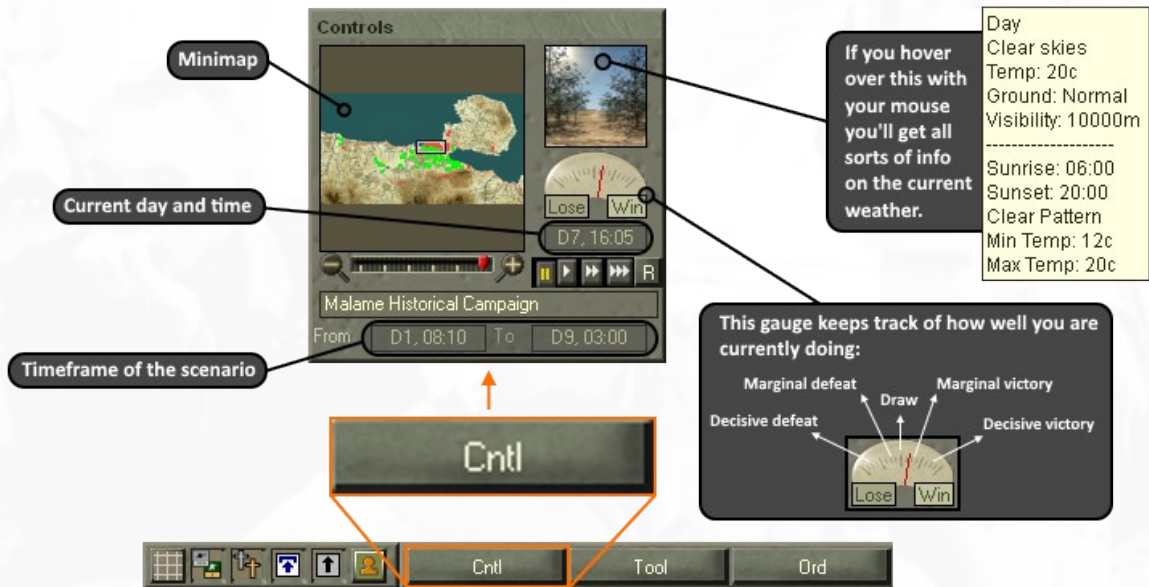 Controls
Minimap
Current day and time
Timeframe of the scenario
Lose
Win
D7, 16:05
R
Malame Historical Campaign
From
D1, 08:10
To
D9, 03:00
If you hover
over this with
your mouse
you'll get all
sorts of info
on the current
weather.
Day
Clear skies
Temp: 20c
Ground: Normal
Visibility: 10000m
--------------------
Sunrise: 06:00
Sunset: 20:00
Clear Pattern
Min Temp: 12c
Max Temp: 20c
This gauge keeps track of how well you are
currently doing:
Marginal defeat
Marginal victory
Draw
Decisive defeat
Decisive victory
Lose
Win
Cntl
Cntl
Tool
Ord